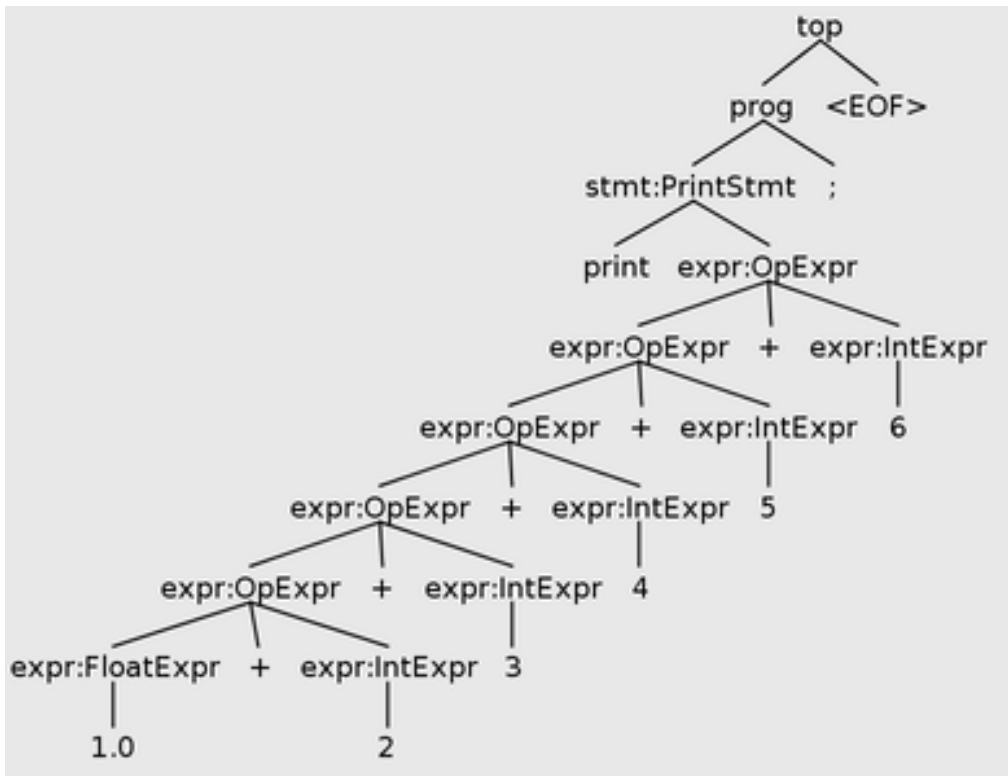 top
prog <EOF>
stmt:PrintStmt ;
print expr:OpExpr
expr:OpExpr + expr:IntExpr
expr:OpExpr + expr:IntExpr 6
expr:OpExpr + expr:IntExpr 5
expr:OpExpr + expr:IntExpr 4
expr:FloatExpr + expr:IntExpr 3
1.0 2